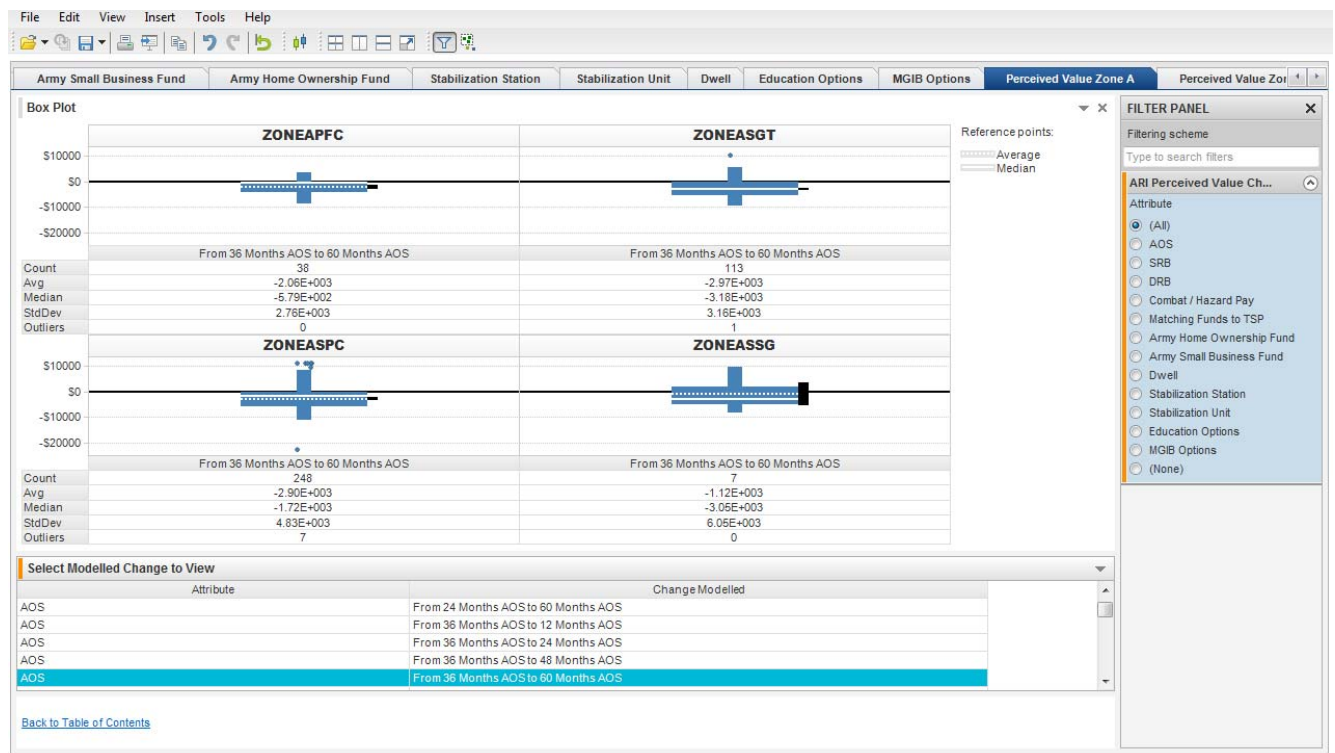 File Edit View Insert Tools Help
Army Small Business Fund Army Home Ownership Fund Stabilization Station Stabilization Unit Dwell Education Options MGIB Options Perceived Value Zone A Perceived Value Zor
Box Plot
ZONEAPFC ZONEASGT
$10000
$0
-$10000
-$20000
From 36 Months AOS to 60 Months AOS From 36 Months AOS to 60 Months AOS
Count 38 113
Avg -2.06E+003 -2.97E+003
Median -5.79E+002 -3.18E+003
StdDev 2.76E+003 3.16E+003
Outliers 0 1
ZONEASPC ZONEASSG
$10000
$0
-$10000
-$20000
From 36 Months AOS to 60 Months AOS From 36 Months AOS to 60 Months AOS
Count 248 7
Avg -2.90E+003 -1.12E+003
Median -1.72E+003 -3.05E+003
StdDev 4.83E+003 6.05E+003
Outliers 7 0
Reference points:
Average
Median
FILTER PANEL
Filtering scheme
Type to search filters
ARI Perceived Value Ch...
Attribute
(All)
AOS
SRB
DRB
Combat / Hazard Pay
Matching Funds to TSP
Army Home Ownership Fund
Army Small Business Fund
Dwell
Stabilization Station
Stabilization Unit
Education Options
MGIB Options
(None)
Select Modelled Change to View
Attribute Change Modelled
AOS From 24 Months AOS to 60 Months AOS
AOS From 36 Months AOS to 12 Months AOS
AOS From 36 Months AOS to 24 Months AOS
AOS From 36 Months AOS to 48 Months AOS
AOS From 36 Months AOS to 60 Months AOS
Back to Table of Contents